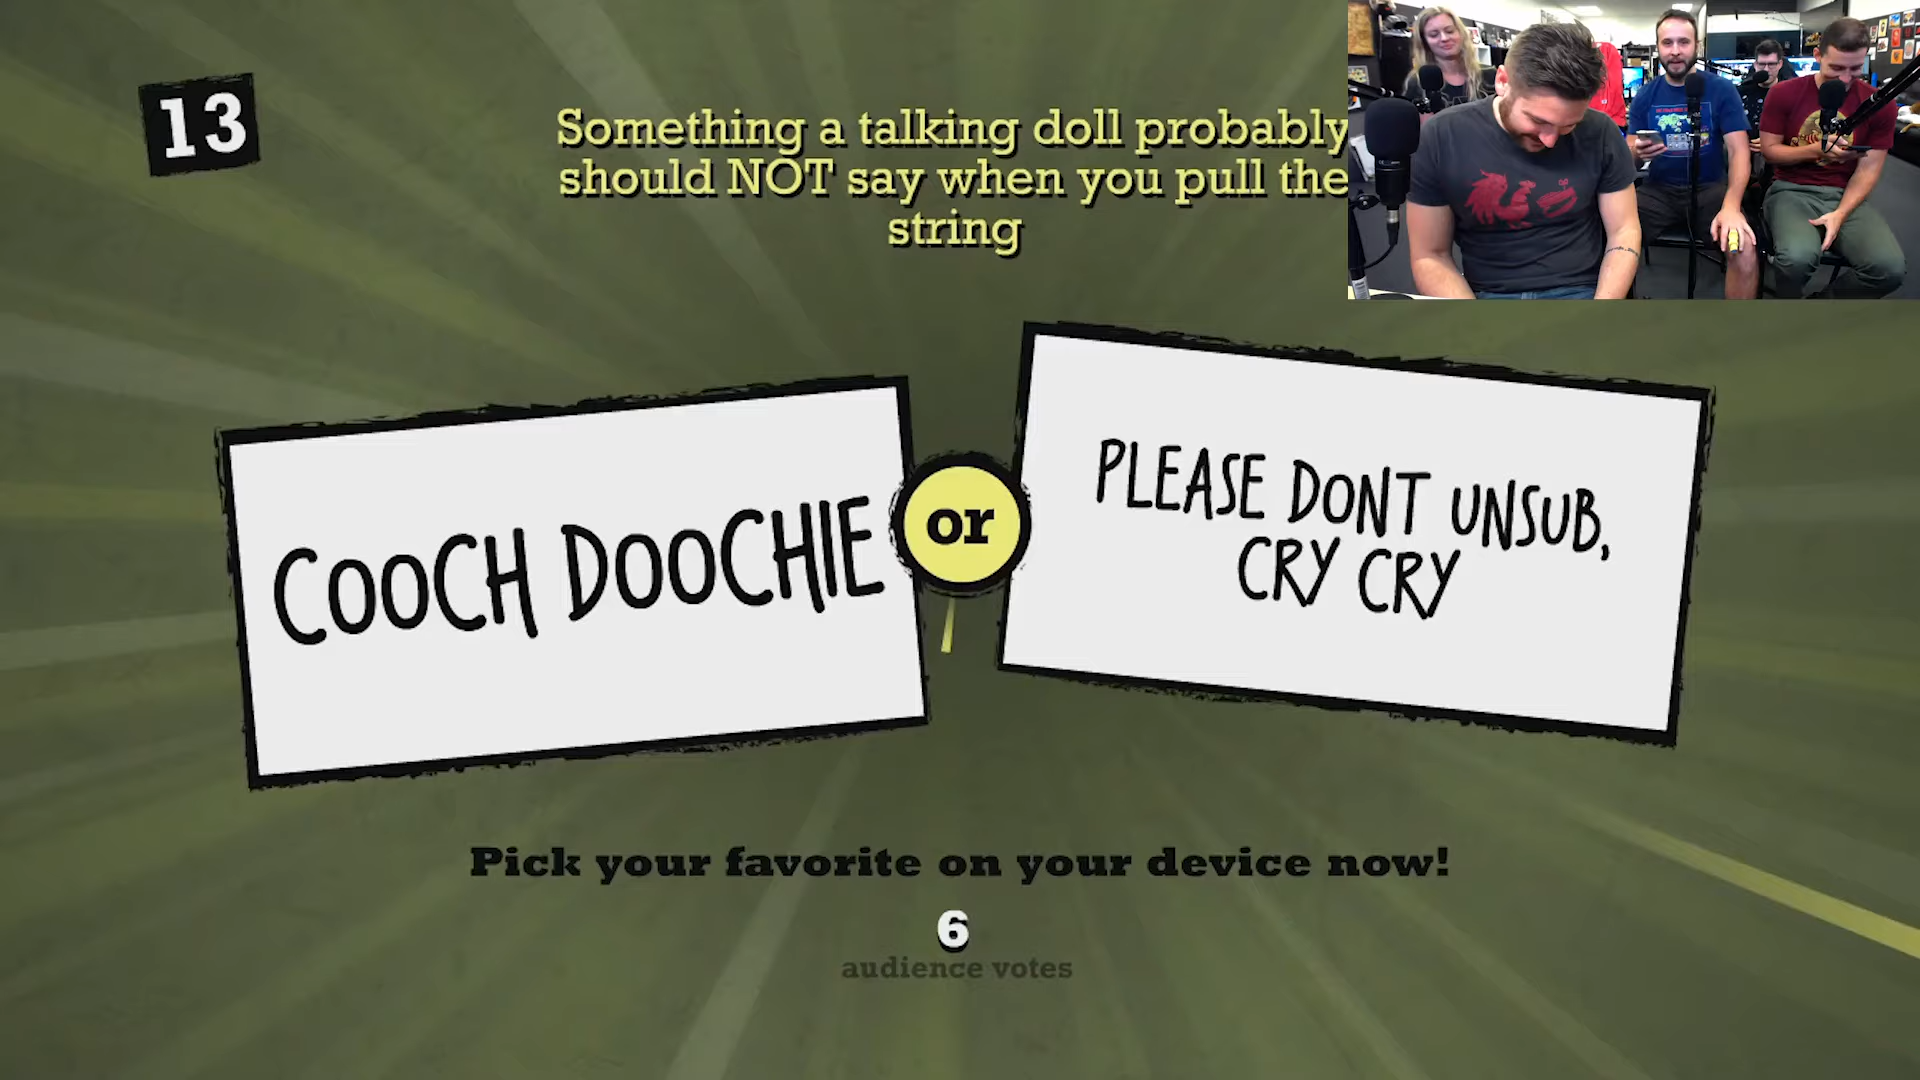 13
Something a talking doll probably
should NOT say when you pull the
string
COOCH DOOCHIE
or
PLEASE DONT UNSUB,
CRY CRY
Pick your favorite on your device now!
6
audience votes